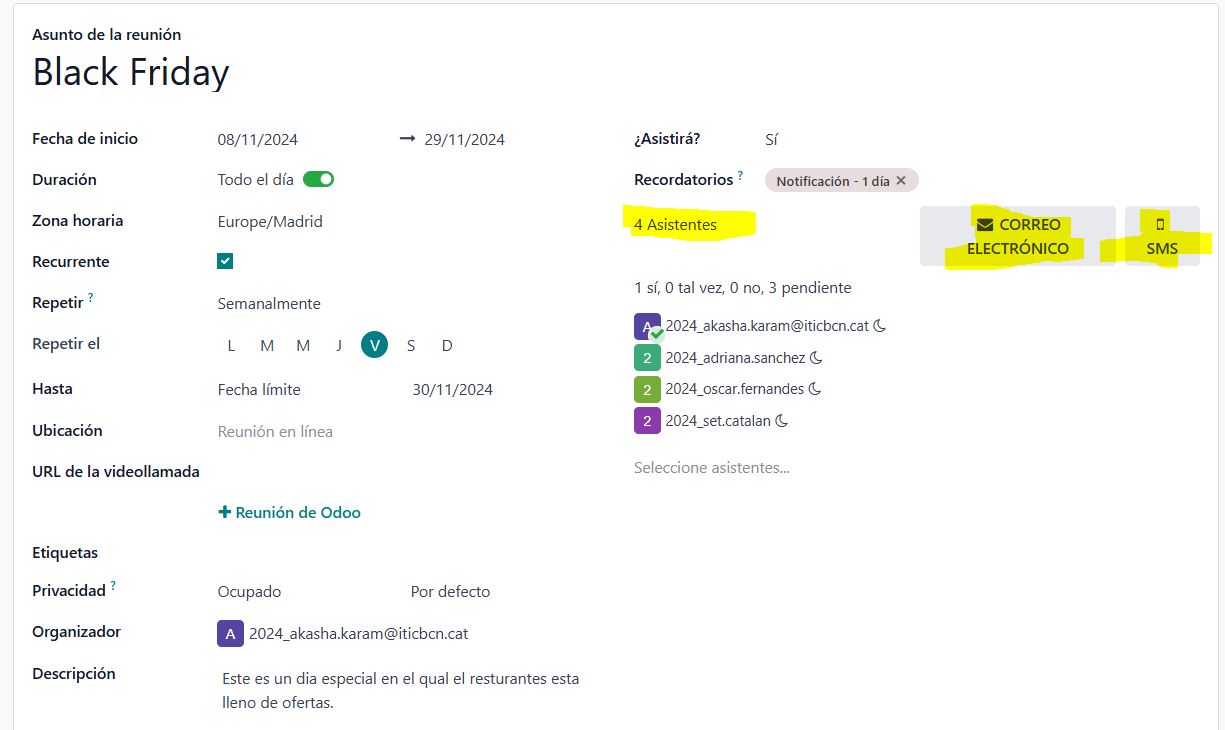 Asunto de la reunión
Black Friday
Fecha de inicio 08/11/2024 → 29/11/2024
Duración Todo el día
Zona horaria Europe/Madrid
Recurrente
Repetir ? Semanalmente
Repetir el L M M J V S D
Hasta Fecha límite 30/11/2024
Ubicación Reunión en línea
URL de la videollamada
+ Reunión de Odoo
Etiquetas
Privacidad ? Ocupado Por defecto
Organizador A 2024_akasha.karam@iticbcn.cat
Descripción Este es un dia especial en el qual el resturantes esta
lleno de ofertas.
¿Asistirá? Sí
Recordatorios ? Notificación - 1 día ×
4 Asistentes
CORREO
ELECTRÓNICO
SMS
1 sí, 0 tal vez, 0 no, 3 pendiente
A 2024_akasha.karam@iticbcn.cat
2 2024_adriana.sanchez
2 2024_oscar.fernandes
2 2024_set.catalan
Seleccione asistentes...